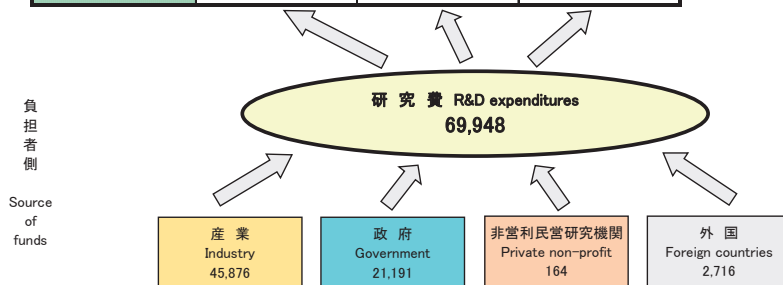 研 究 費 R&D expenditures
69,948
負
担
者
側
Source
of
funds
産 業
Industry
45,876
政 府
Government
21,191
非営利民営研究機関
Private non-profit
164
外 国
Foreign countries
2,716